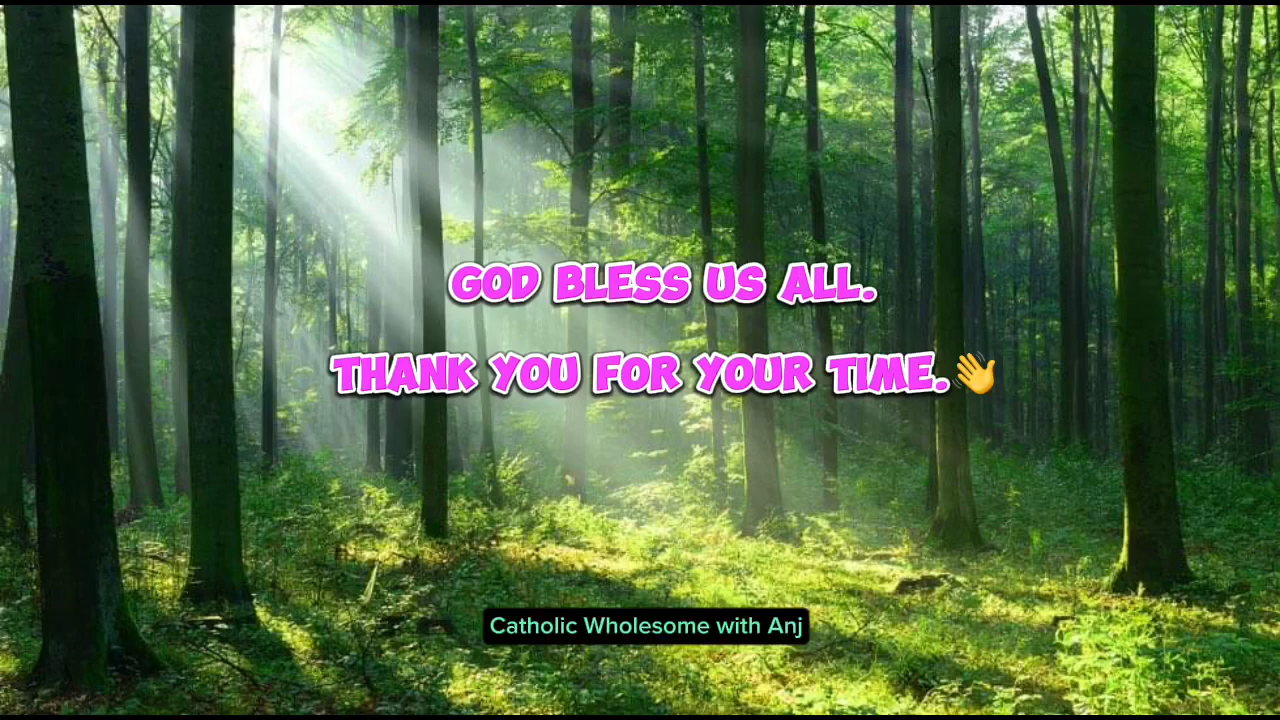 GOD BLESS US ALL.
THANK YOU FOR YOUR TIME.👋
Catholic Wholesome with Anj